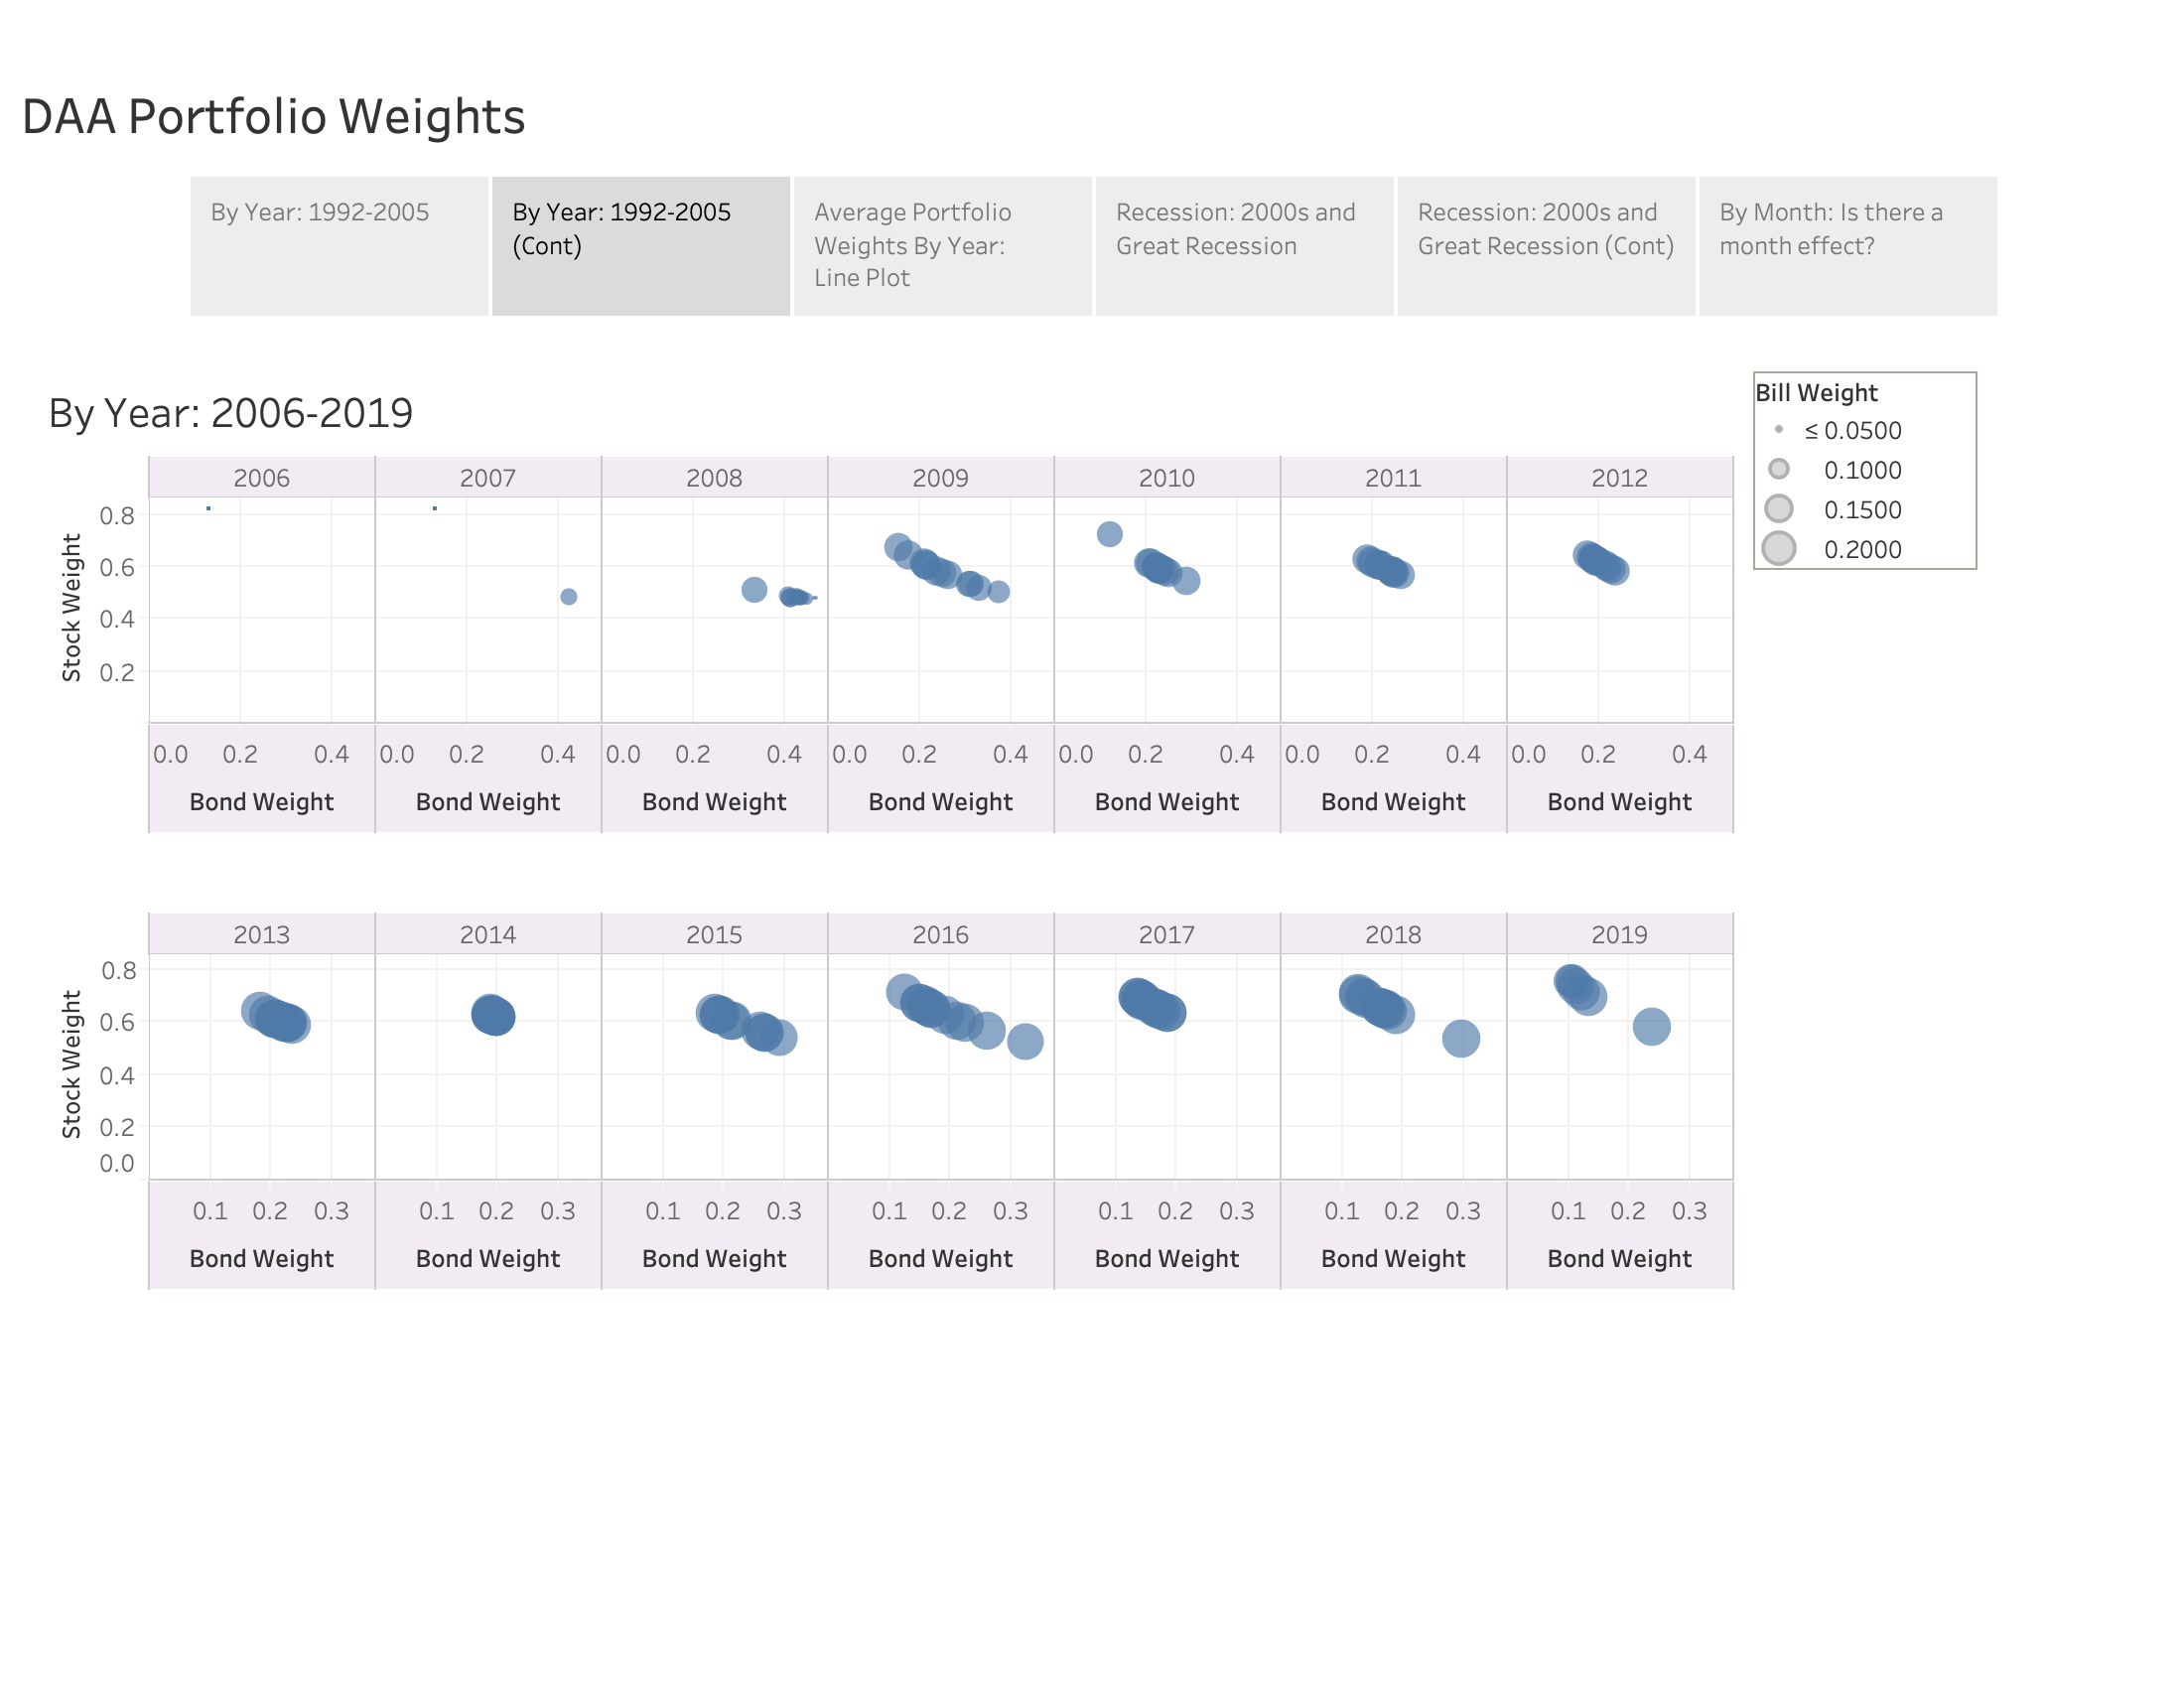 DAA Portfolio Weights
By Year: 1992-2005
By Year: 1992-2005
(Cont)
Average Portfolio
Weights By Year:
Line Plot
Recession: 2000s and
Great Recession
Recession: 2000s and
Great Recession (Cont)
By Month: Is there a
month effect?
By Year: 2006-2019
Bill Weight
≤ 0.0500
0.1000
0.1500
0.2000
2006 2007 2008 2009 2010 2011 2012
Stock Weight
0.8
0.6
0.4
0.2
0.0 0.2 0.4 0.0 0.2 0.4 0.0 0.2 0.4 0.0 0.2 0.4 0.0 0.2 0.4 0.0 0.2 0.4 0.0 0.2 0.4
Bond Weight Bond Weight Bond Weight Bond Weight Bond Weight Bond Weight Bond Weight
2013 2014 2015 2016 2017 2018 2019
Stock Weight
0.8
0.6
0.4
0.2
0.0
0.1 0.2 0.3 0.1 0.2 0.3 0.1 0.2 0.3 0.1 0.2 0.3 0.1 0.2 0.3 0.1 0.2 0.3 0.1 0.2 0.3
Bond Weight Bond Weight Bond Weight Bond Weight Bond Weight Bond Weight Bond Weight